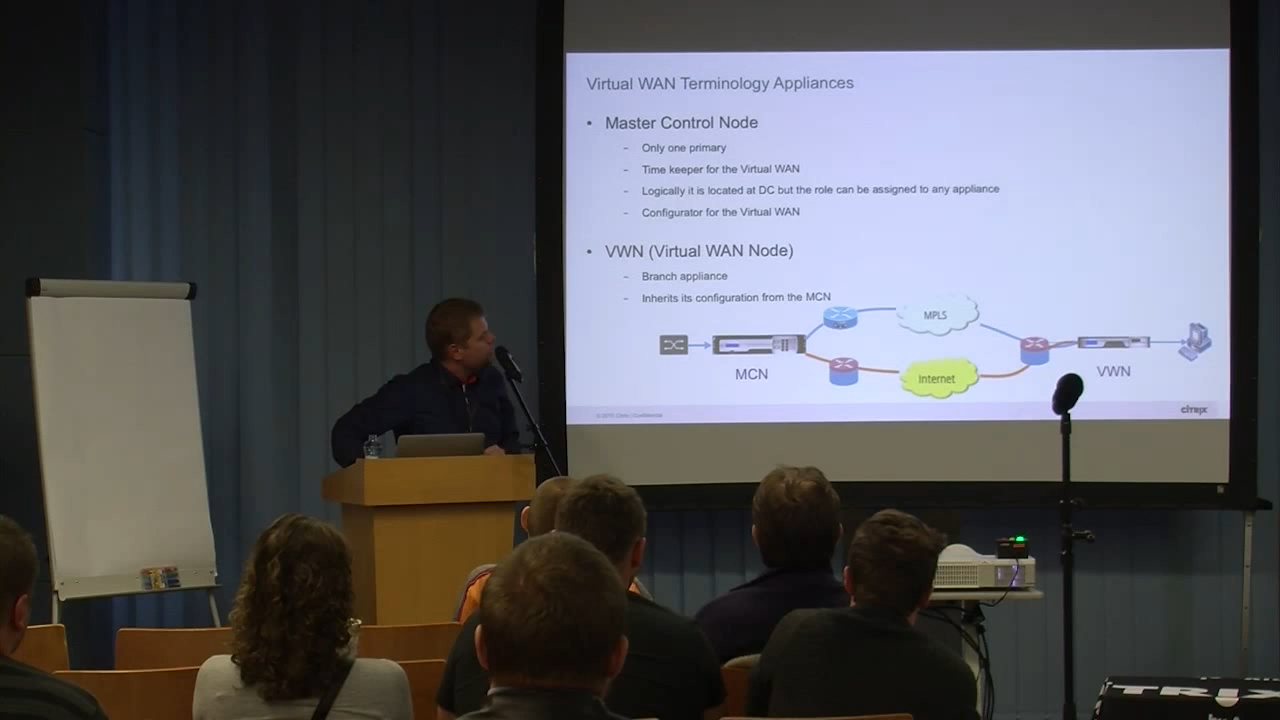 Virtual WAN Terminology Appliances
• Master Control Node
– Only one primary
– Time keeper for the Virtual WAN
– Logically it is located at DC but the role can be assigned to any appliance
– Configurator for the Virtual WAN
• VWN (Virtual WAN Node)
– Branch appliance
– Inherits its configuration from the MCN
MPLS
MCN
Internet
VWN
Citrix | Confidential
CITRIX